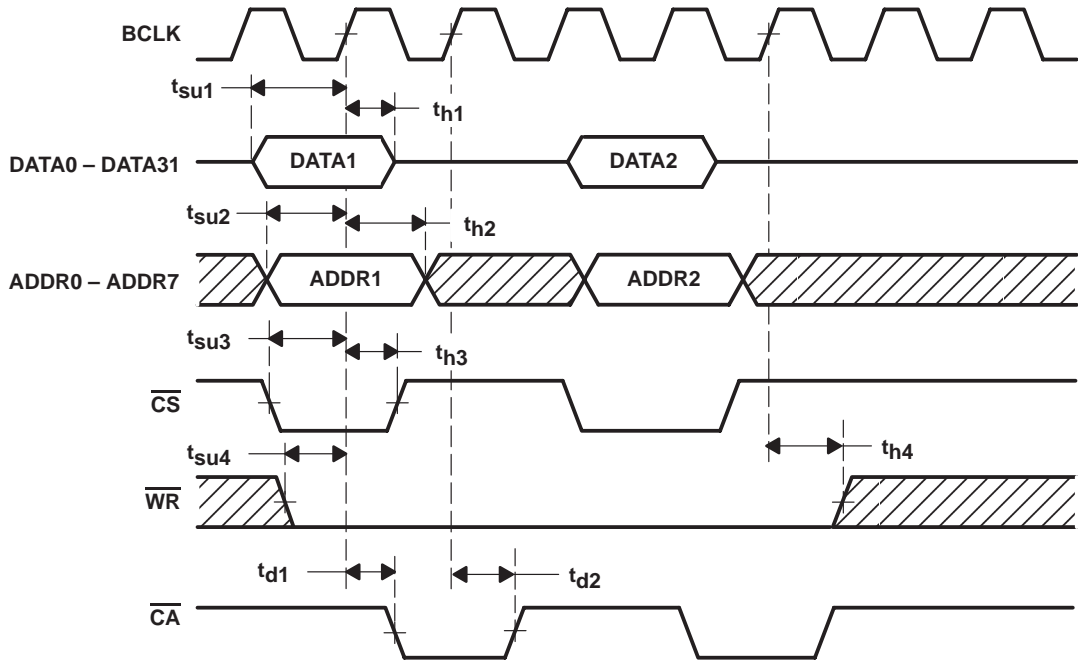 BCLK
tsu1
th1
DATA0 – DATA31
DATA1
DATA2
tsu2
th2
ADDR0 – ADDR7
ADDR1
ADDR2
tsu3
th3
CS
tsu4
th4
WR
td1
td2
CA